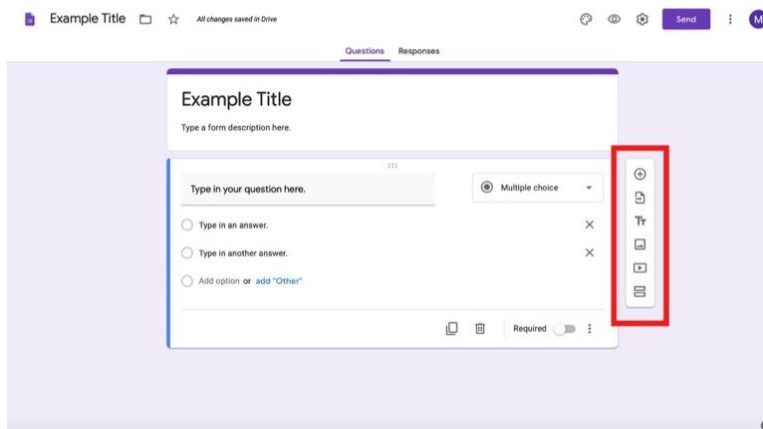 Example Title All changes saved in Drive Send M
Questions Responses
Example Title
Type a form description here.
Type in your question here. Multiple choice
Type in an answer.
Type in another answer.
Add option or add "Other"
Required
Tт